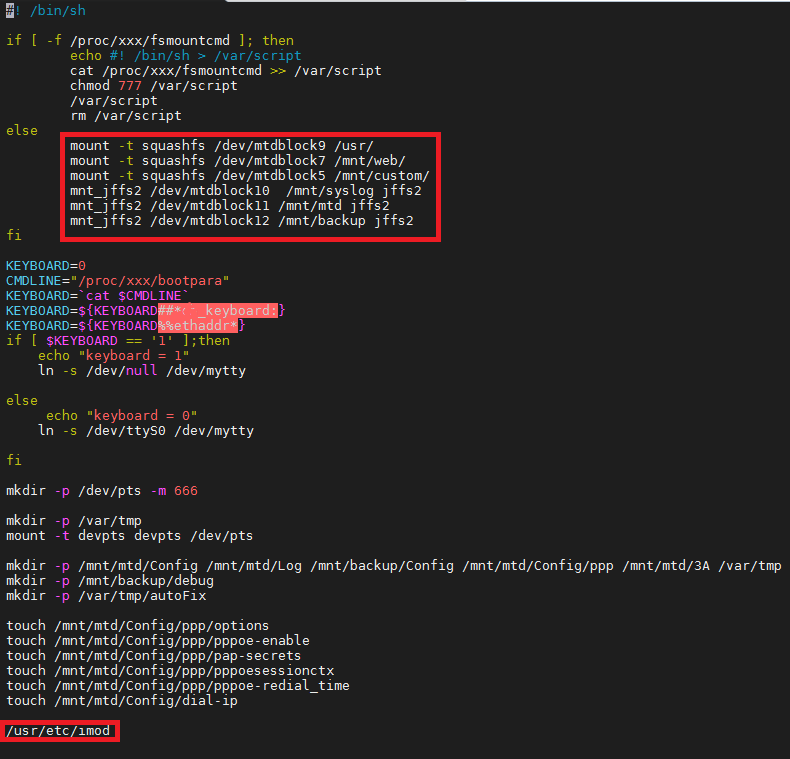 #! /bin/sh
if [ -f /proc/xxx/fsmountcmd ]; then
echo #! /bin/sh > /var/script
cat /proc/xxx/fsmountcmd >> /var/script
chmod 777 /var/script
/var/script
rm /var/script
else
mount -t squashfs /dev/mtdblock9 /usr/
mount -t squashfs /dev/mtdblock7 /mnt/web/
mount -t squashfs /dev/mtdblock5 /mnt/custom/
mnt_jffs2 /dev/mtdblock10  /mnt/syslog jffs2
mnt_jffs2 /dev/mtdblock11 /mnt/mtd jffs2
mnt_jffs2 /dev/mtdblock12 /mnt/backup jffs2
fi
KEYBOARD=0
CMDLINE="/proc/xxx/bootpara"
KEYBOARD=`cat $CMDLINE`
KEYBOARD=${KEYBOARD##* _keyboard:}
KEYBOARD=${KEYBOARD%%ethaddr*}
if [ $KEYBOARD == '1' ];then
echo "keyboard = 1"
ln -s /dev/null /dev/mytty
else
echo "keyboard = 0"
ln -s /dev/ttyS0 /dev/mytty
fi
mkdir -p /dev/pts -m 666
mkdir -p /var/tmp
mount -t devpts devpts /dev/pts
mkdir -p /mnt/mtd/Config /mnt/mtd/Log /mnt/backup/Config /mnt/mtd/Config/ppp /mnt/mtd/3A /var/tmp
mkdir -p /mnt/backup/debug
mkdir -p /var/tmp/autoFix
touch /mnt/mtd/Config/ppp/options
touch /mnt/mtd/Config/ppp/pppoe-enable
touch /mnt/mtd/Config/ppp/pap-secrets
touch /mnt/mtd/Config/ppp/pppoesessionctx
touch /mnt/mtd/Config/ppp/pppoe-redial_time
touch /mnt/mtd/Config/dial-ip
/usr/etc/imod